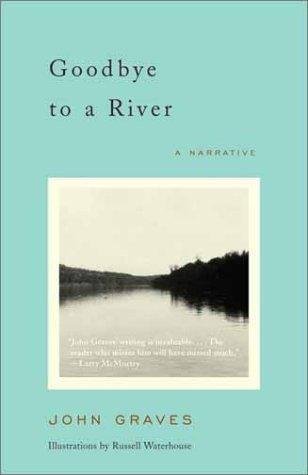 Goodbye
to a River
A NARRATIVE
"John Graves' writing is invaluable. . . . The
reader who misses him will have missed much."
—Larry McMurtry
JOHN GRAVES
Illustrations by Russell Waterhouse